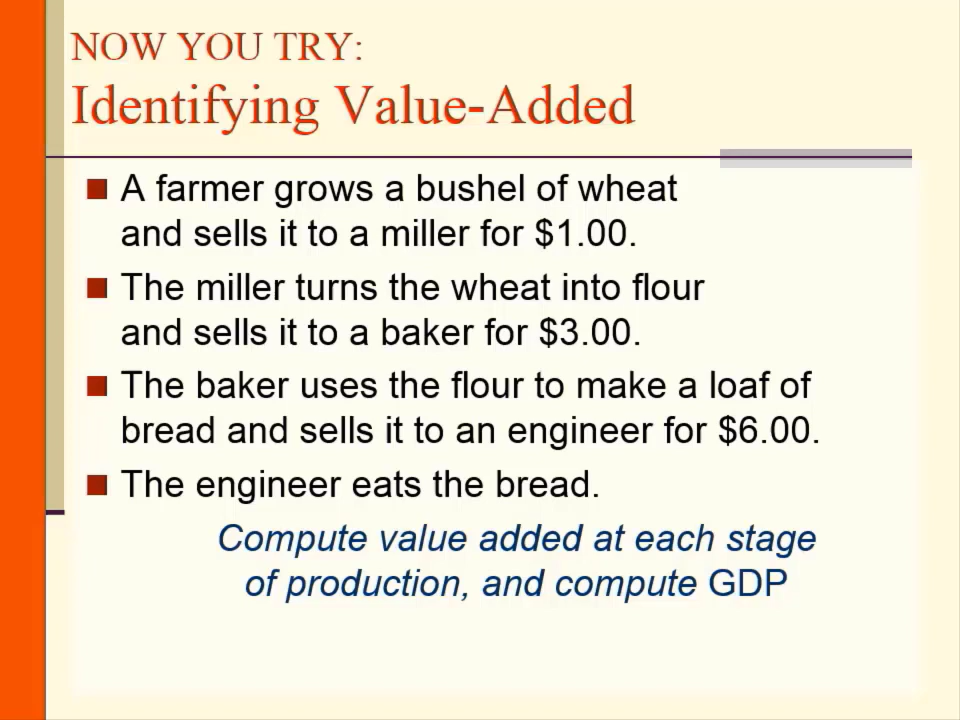 NOW YOU TRY:
Identifying Value-Added
A farmer grows a bushel of wheat
and sells it to a miller for $1.00.
The miller turns the wheat into flour
and sells it to a baker for $3.00.
The baker uses the flour to make a loaf of
bread and sells it to an engineer for $6.00.
The engineer eats the bread.
Compute value added at each stage
of production, and compute GDP